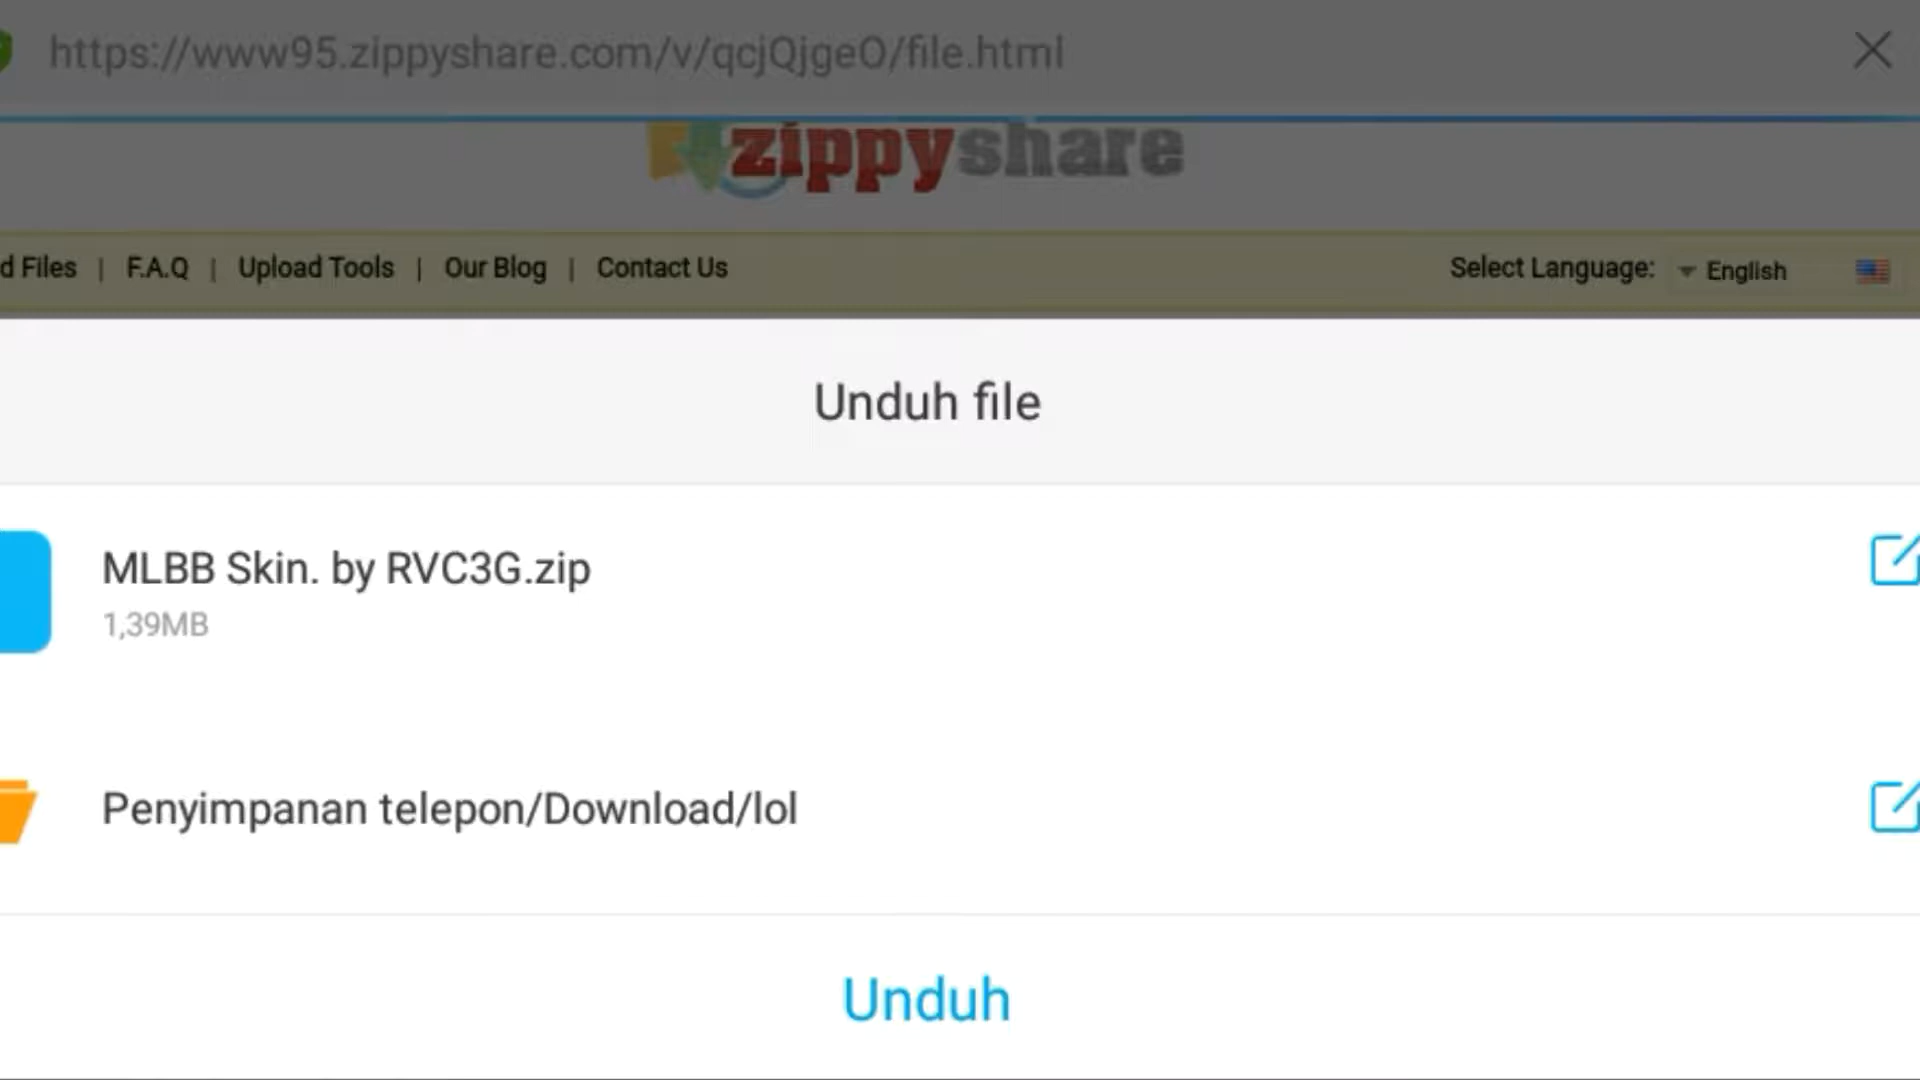 https://www95.zippyshare.com/v/qcjQjgeO/file.html
zippyshare
d Files | F.A.Q | Upload Tools | Our Blog | Contact Us Select Language: English
Unduh file
MLBB Skin. by RVC3G.zip
1,39MB
Penyimpanan telepon/Download/lol
Unduh